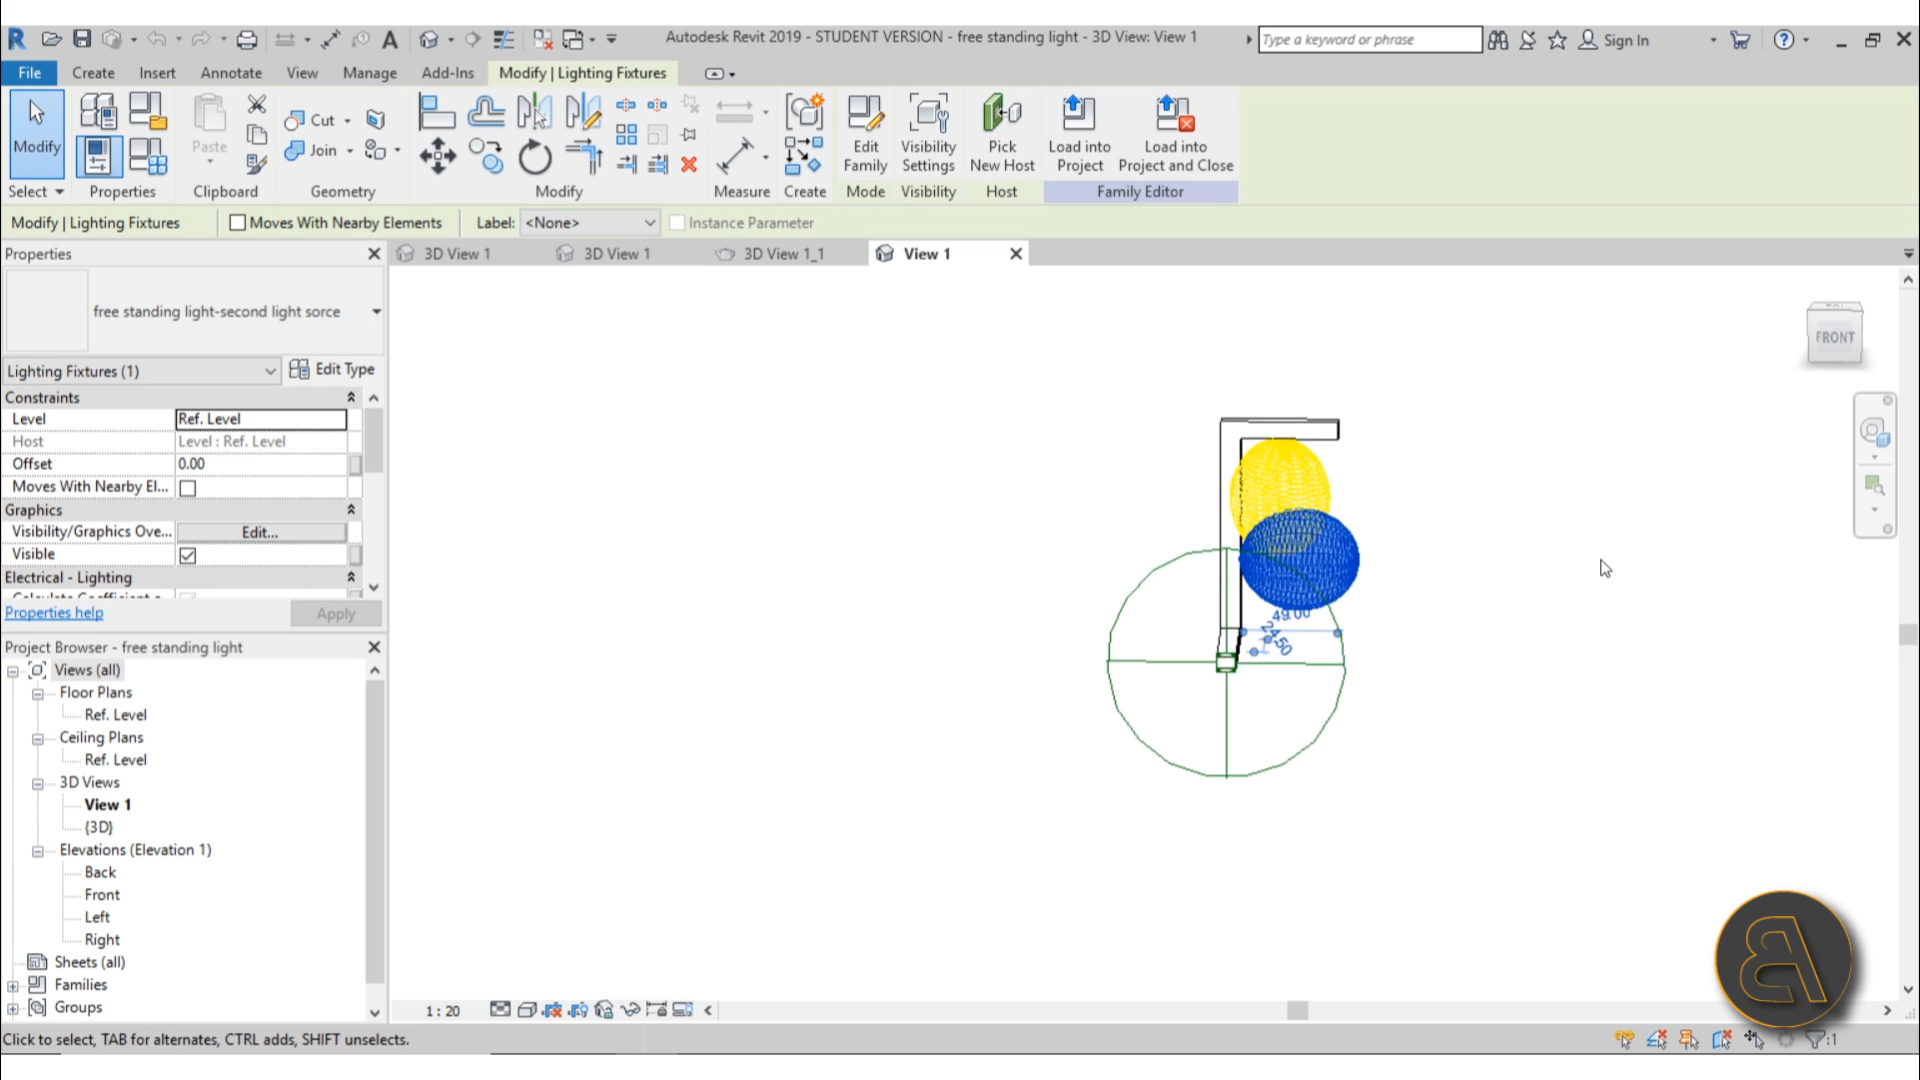 Autodesk Revit 2019 - STUDENT VERSION - free standing light - 3D View: View 1
Type a keyword or phrase
Sign In
File Create Insert Annotate View Manage Add-Ins Modify | Lighting Fixtures
Modify
Paste
Cut
Join
Edit Family
Visibility Settings
Pick New Host
Load into Project
Load into Project and Close
Select Properties Clipboard Geometry Modify Measure Create Mode Visibility Host Family Editor
Modify | Lighting Fixtures Moves With Nearby Elements Label: <None> Instance Parameter
Properties
3D View 1 3D View 1 3D View 1_1 View 1
free standing light-second light sorce
FRONT
Lighting Fixtures (1) Edit Type
Constraints
Level Ref. Level
Host Level : Ref. Level
Offset 0.00
Moves With Nearby El...
Graphics
Visibility/Graphics Ove... Edit...
Visible
Electrical - Lighting
Properties help Apply
49.00
24.50
Project Browser - free standing light
Views (all)
Floor Plans
Ref. Level
Ceiling Plans
Ref. Level
3D Views
View 1
{3D}
Elevations (Elevation 1)
Back
Front
Left
Right
Sheets (all)
Families
Groups
1 : 20
Click to select, TAB for alternates, CTRL adds, SHIFT unselects.
:1